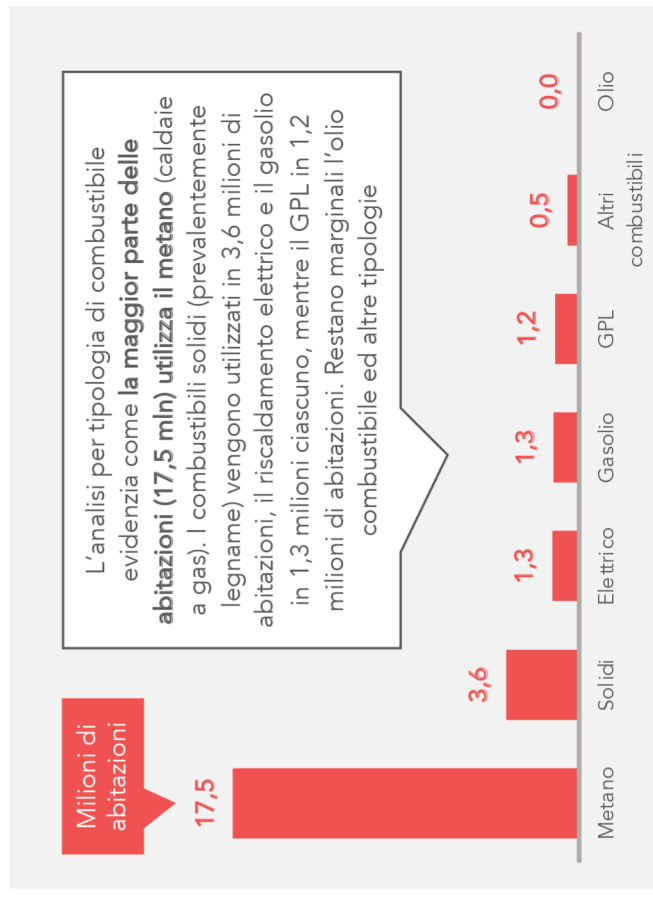 Milioni di
abitazioni
L'analisi per tipologia di combustibile
evidenzia come la maggior parte delle
abitazioni (17,5 mln) utilizza il metano (caldaie
a gas). I combustibili solidi (prevalentemente
legname) vengono utilizzati in 3,6 milioni di
abitazioni, il riscaldamento elettrico e il gasolio
in 1,3 milioni ciascuno, mentre il GPL in 1,2
milioni di abitazioni. Restano marginali l'olio
combustibile ed altre tipologie
17,5
3,6
1,3
1,3
1,2
0,5
0,0
Metano
Solidi
Elettrico
Gasolio
GPL
Altri
combustibili
Olio